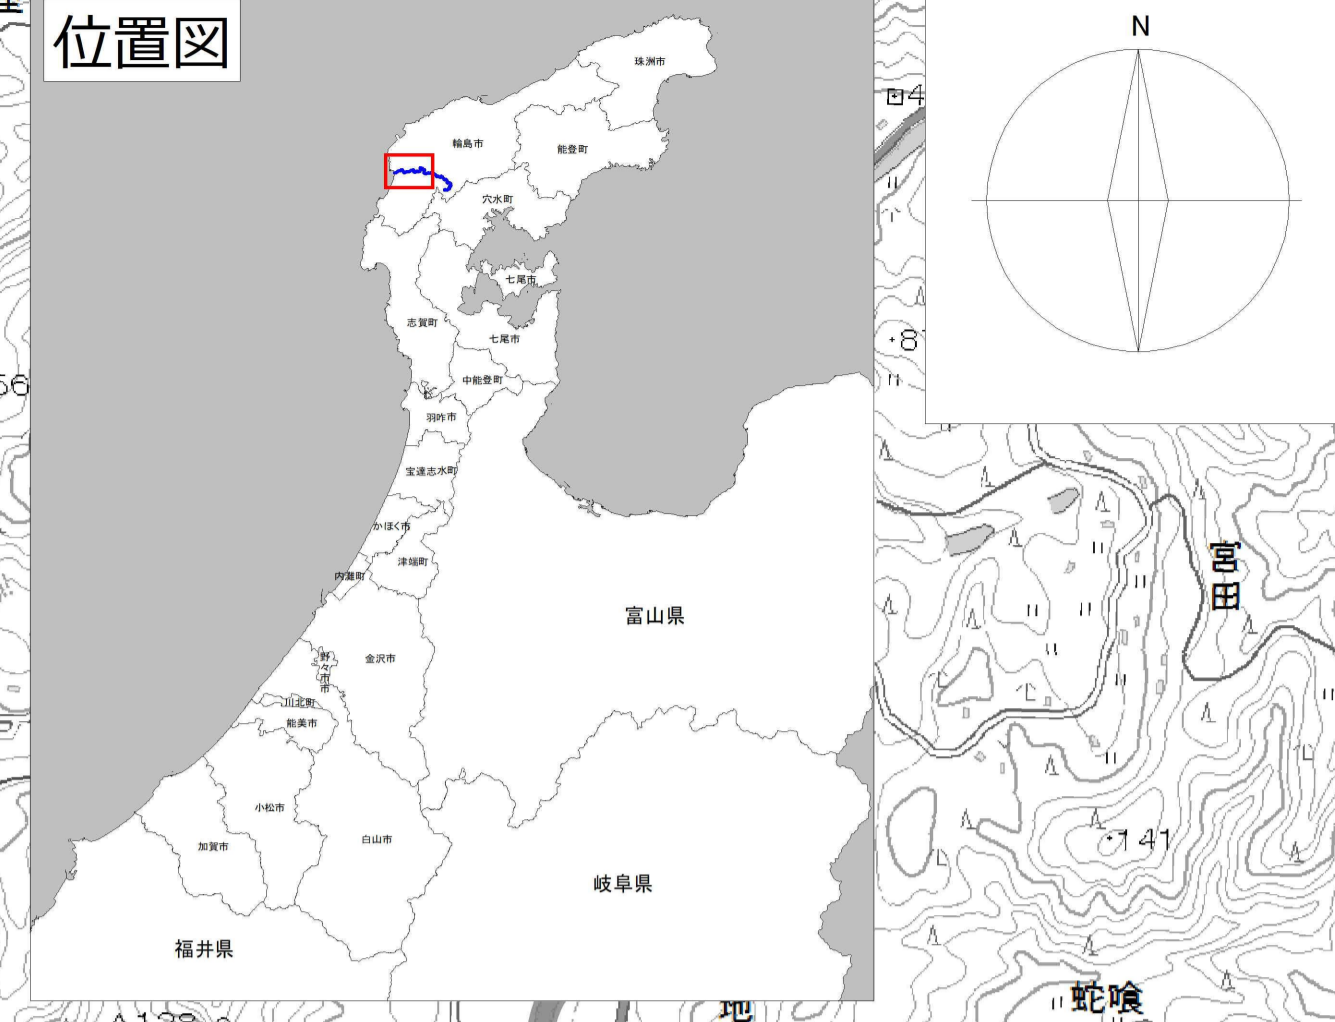 位置図
N
珠洲市
輪島市
能登町
穴水町
七尾市
志賀町
七尾市
中能登町
羽咋市
宝達志水町
かほく市
津端町
内灘町
富山県
金沢市
野々市市
川北町
能美市
小松市
白山市
加賀市
岐阜県
福井県
宮田
141
蛇喰
地